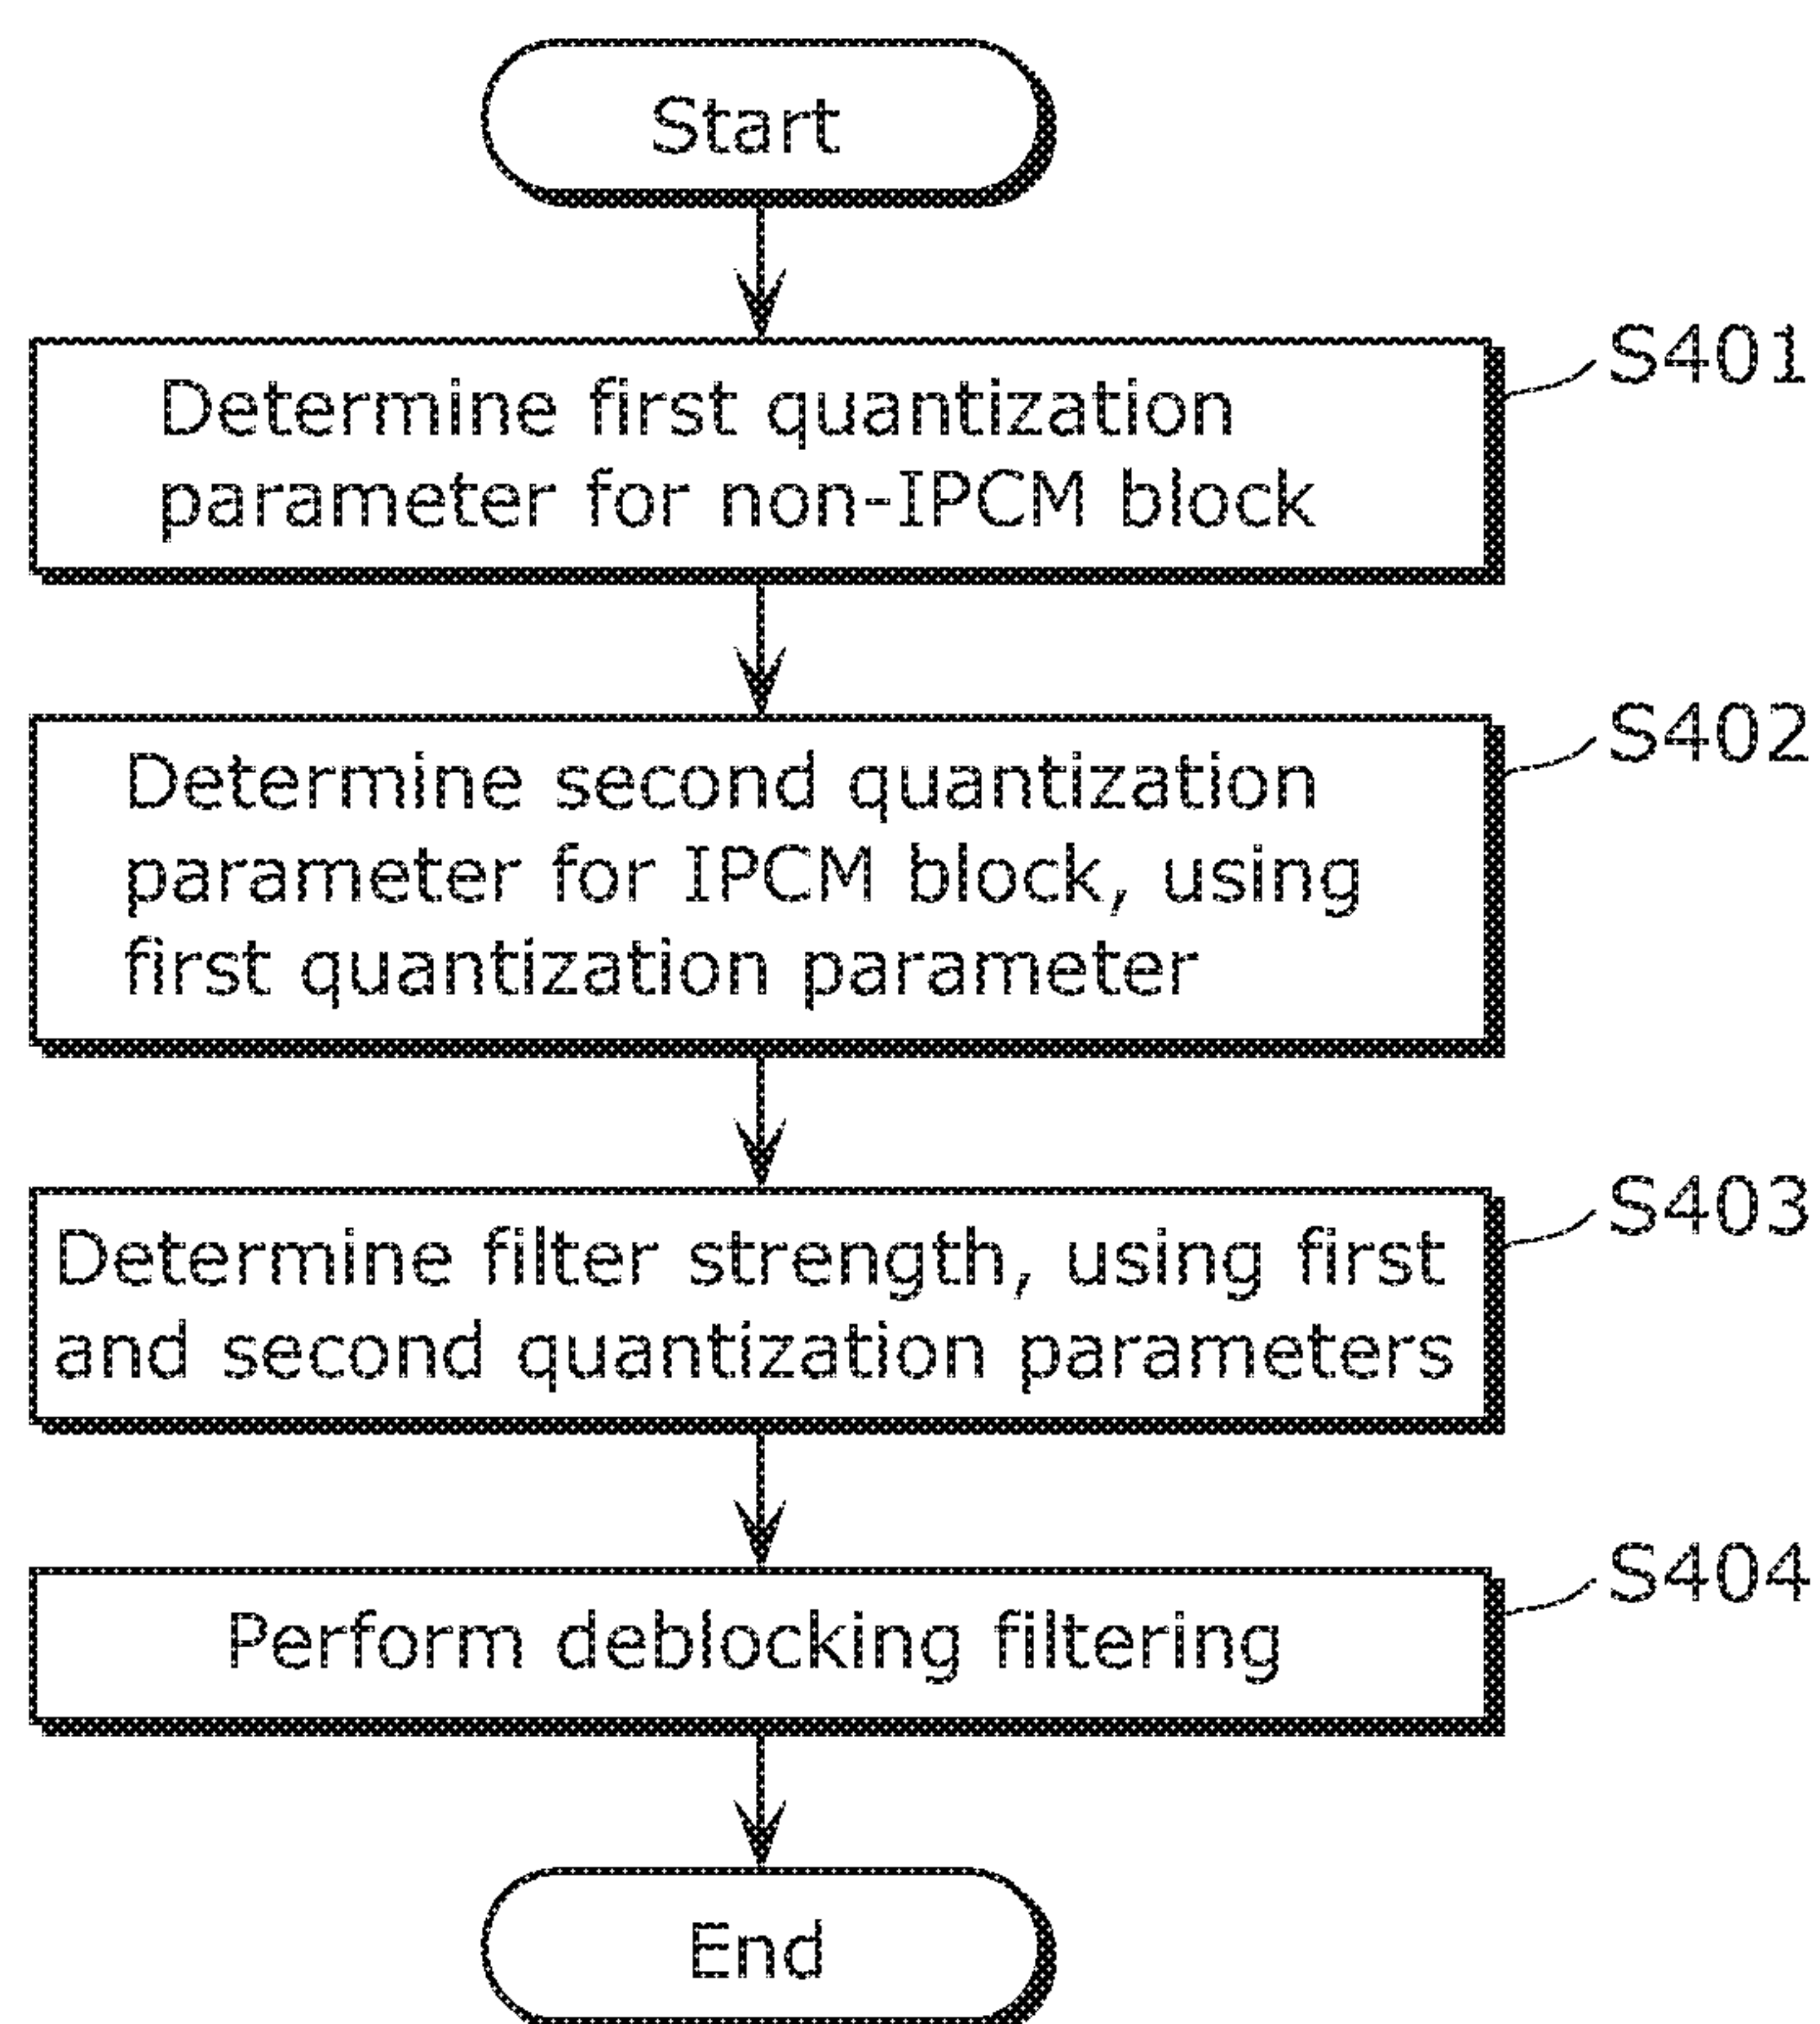 Start
S401
Determine first quantization
parameter for non-IPCM block
S402
Determine second quantization
parameter for IPCM block, using
first quantization parameter
S403
Determine filter strength, using first
and second quantization parameters
S404
Perform deblocking filtering
End